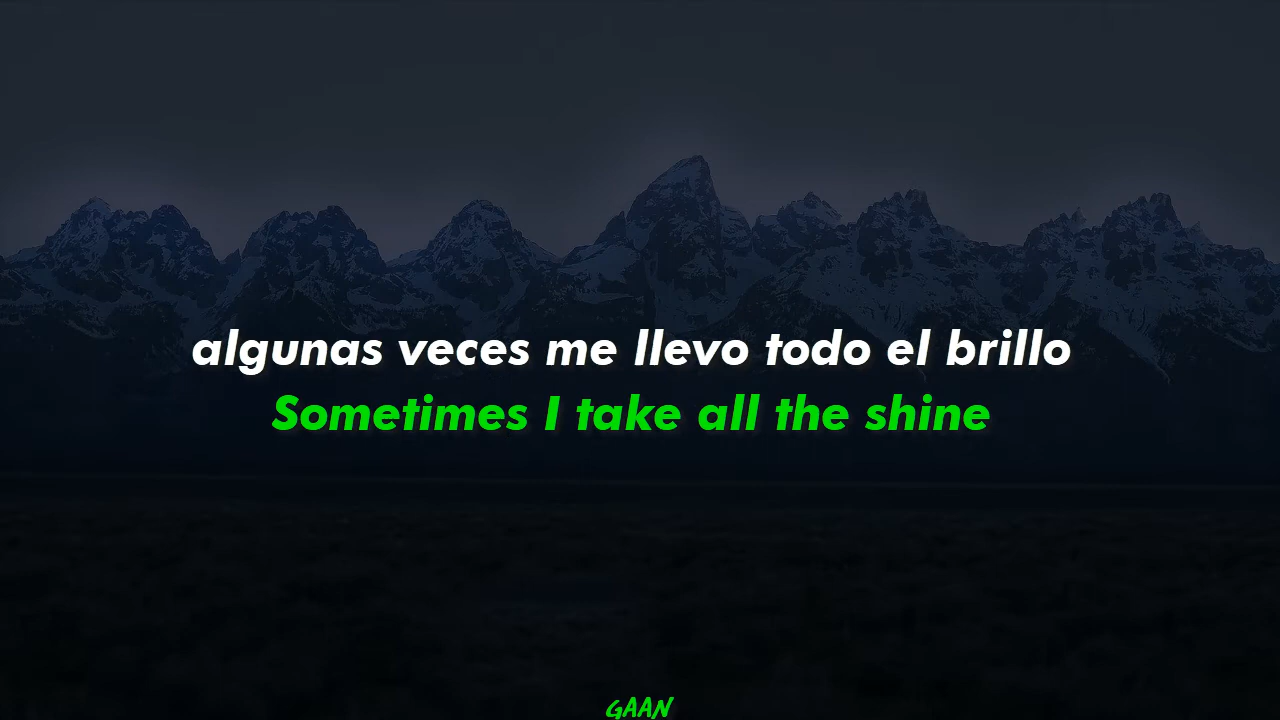 algunas veces me llevo todo el brillo
Sometimes I take all the shine
GAAN